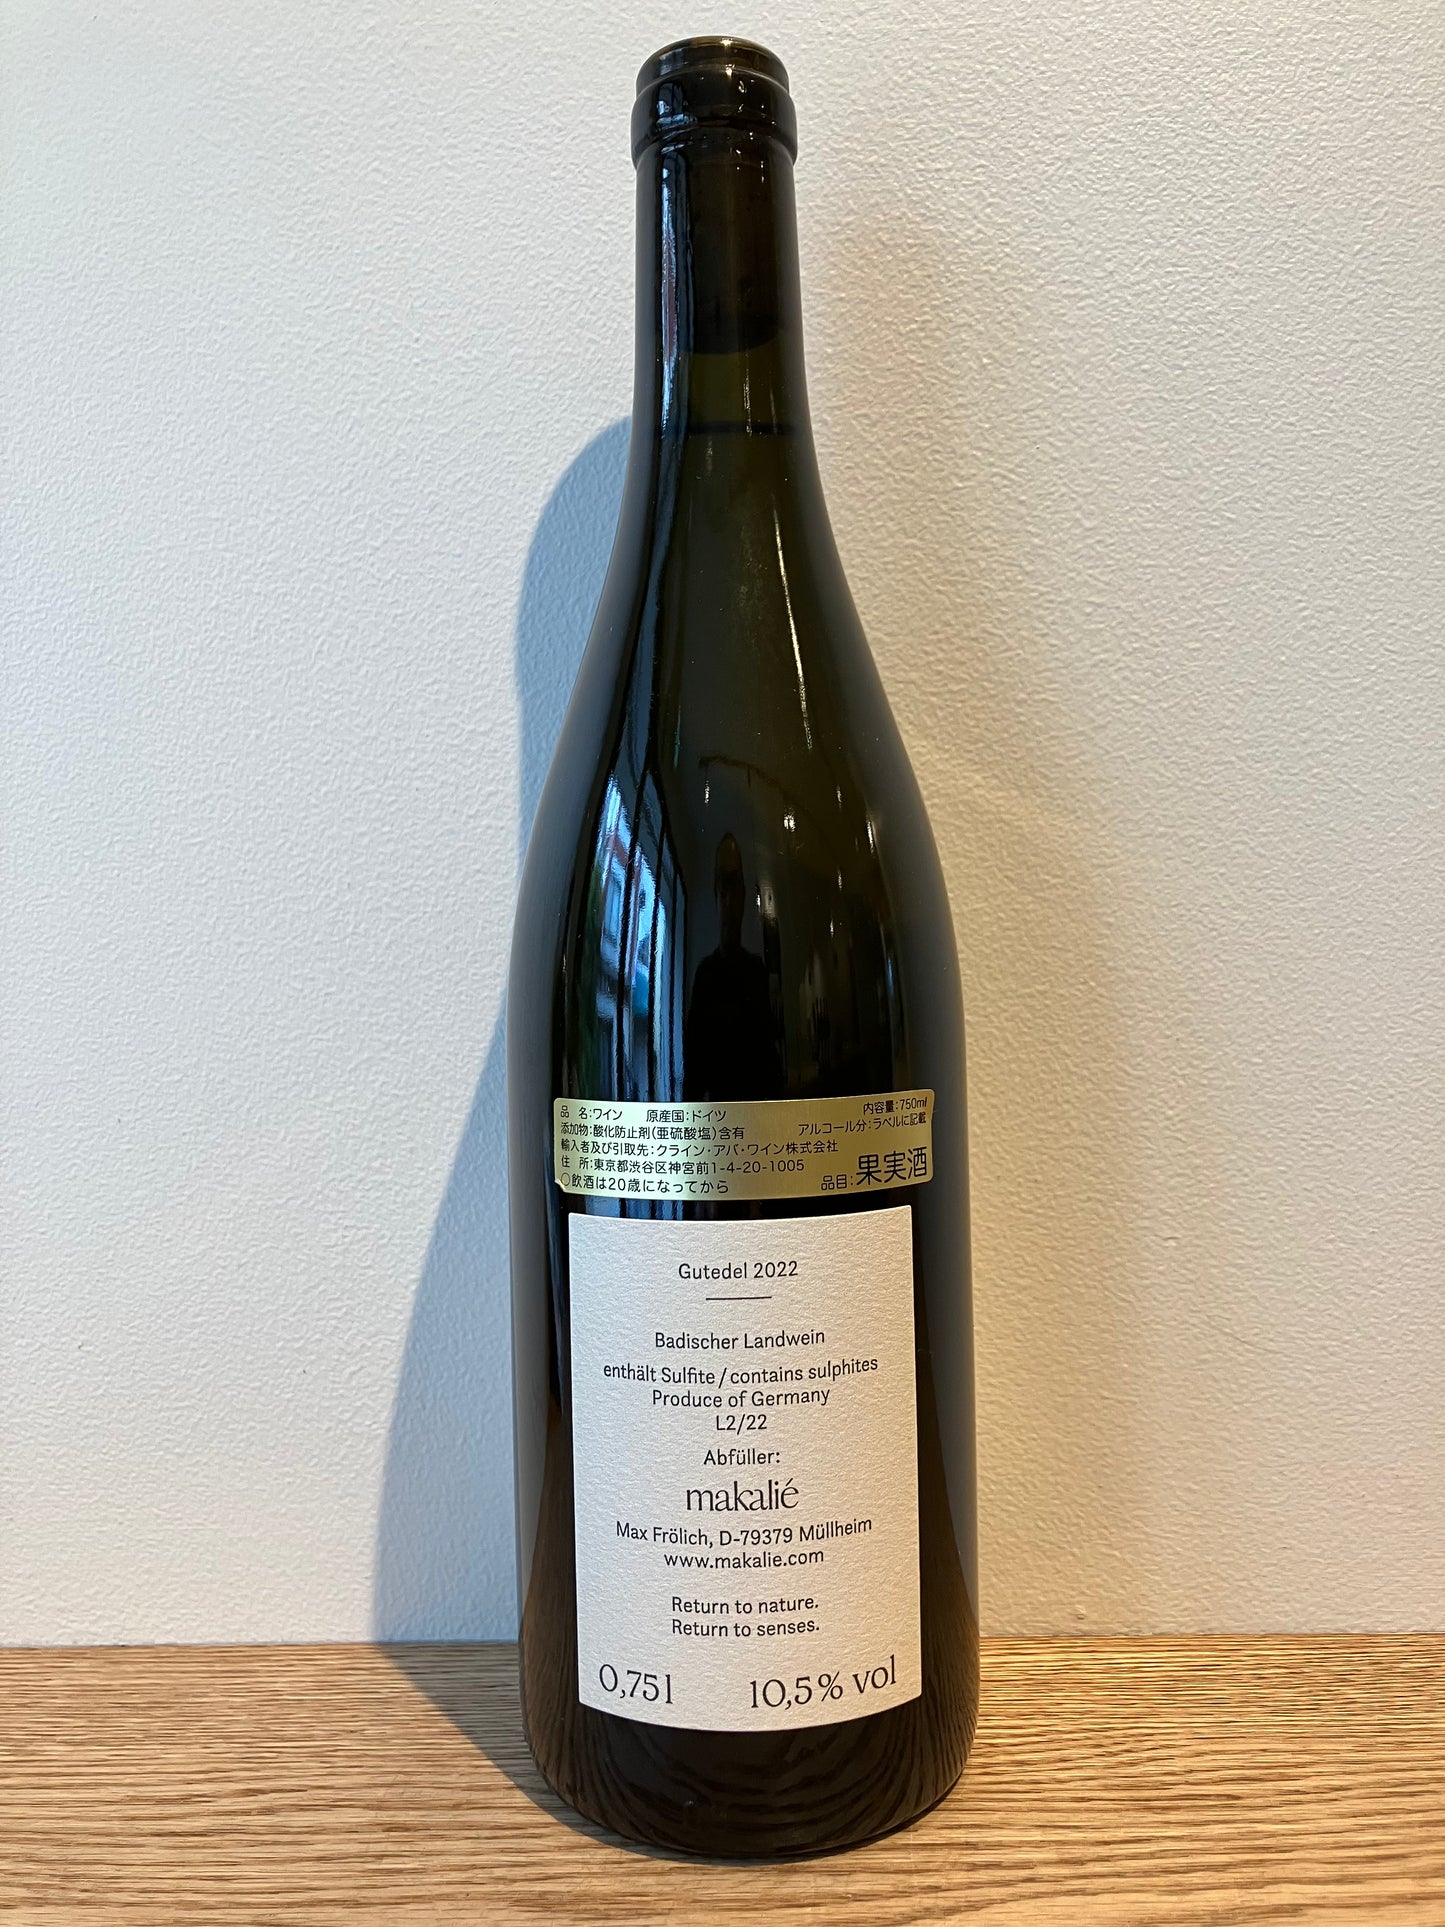 品 名:ワイン 原産国:ドイツ 内容量:750mℓ
添加物:酸化防止剤(亜硫酸塩)含有 アルコール分:ラベルに記載
輸入者及び引取先:クライン・アバ・ワイン株式会社
住 所:東京都渋谷区神宮前1-4-20-1005
○飲酒は20歳になってから 品目:果実酒
Gutedel 2022
Badischer Landwein
enthält Sulfite / contains sulphites
Produce of Germany
L2/22
Abfüller:
makalié
Max Frölich, D-79379 Müllheim
www.makalie.com
Return to nature.
Return to senses.
0,75 l 10,5 % vol